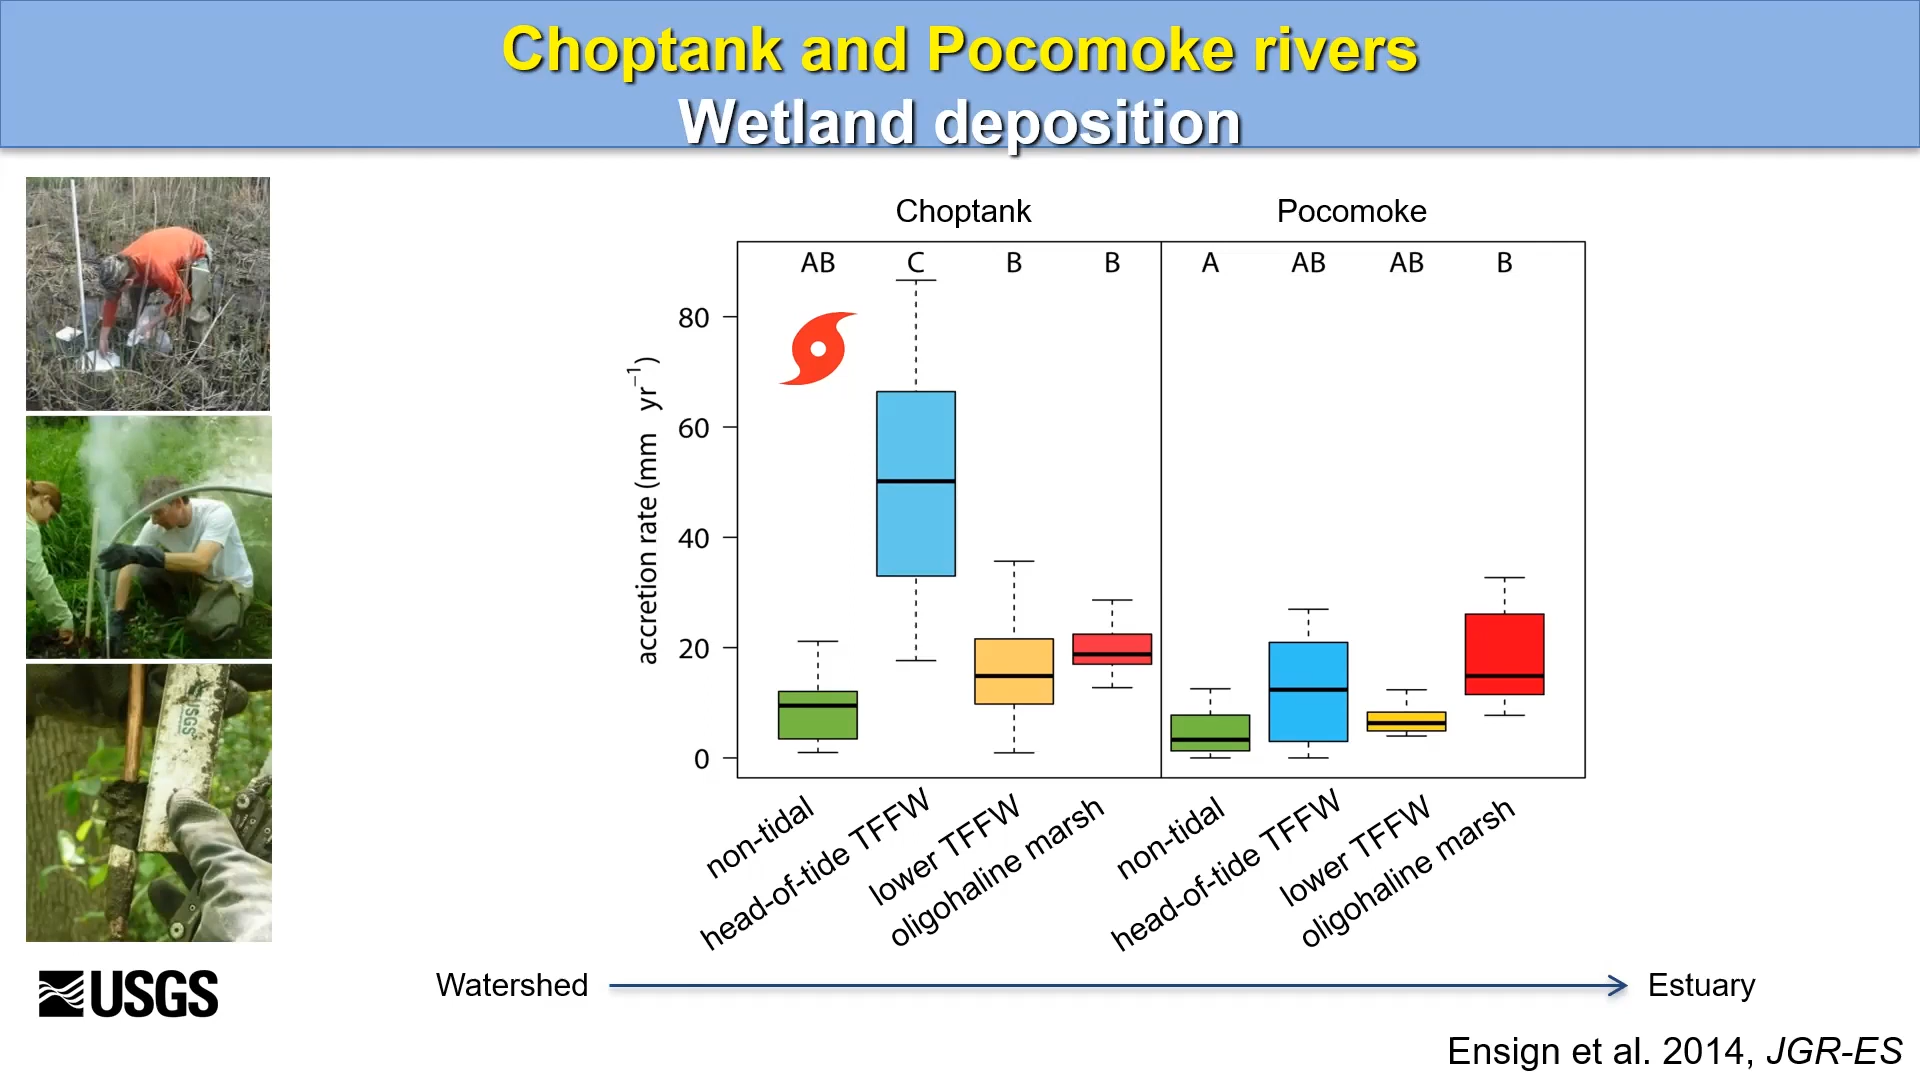 Choptank and Pocomoke rivers
Wetland deposition
Choptank Pocomoke
AB C B B A AB AB B
80
60
40
20
0
accretion rate (mm yr−1)
non-tidal
head-of-tide TFFW
lower TFFW
oligohaline marsh
non-tidal
head-of-tide TFFW
lower TFFW
oligohaline marsh
USGS
USGS
Watershed Estuary
Ensign et al. 2014, JGR-ES